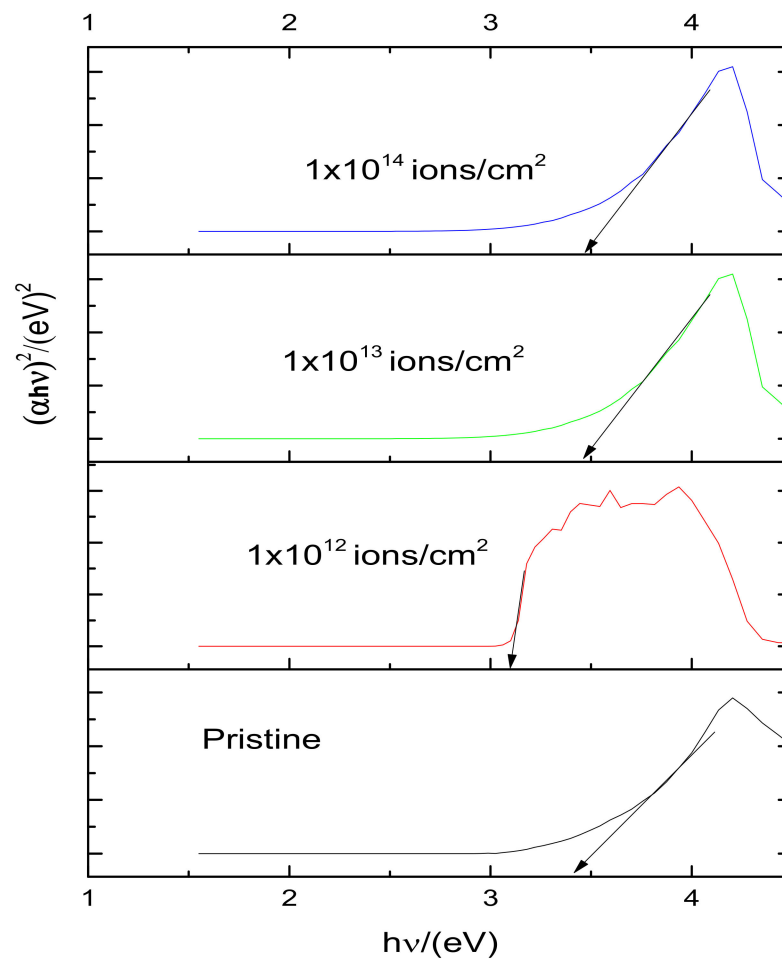 1 2 3 4
1x10¹⁴ ions/cm²
(αhν)²/(eV)²
1x10¹³ ions/cm²
1x10¹² ions/cm²
Pristine
1 2 3 4
hν/(eV)